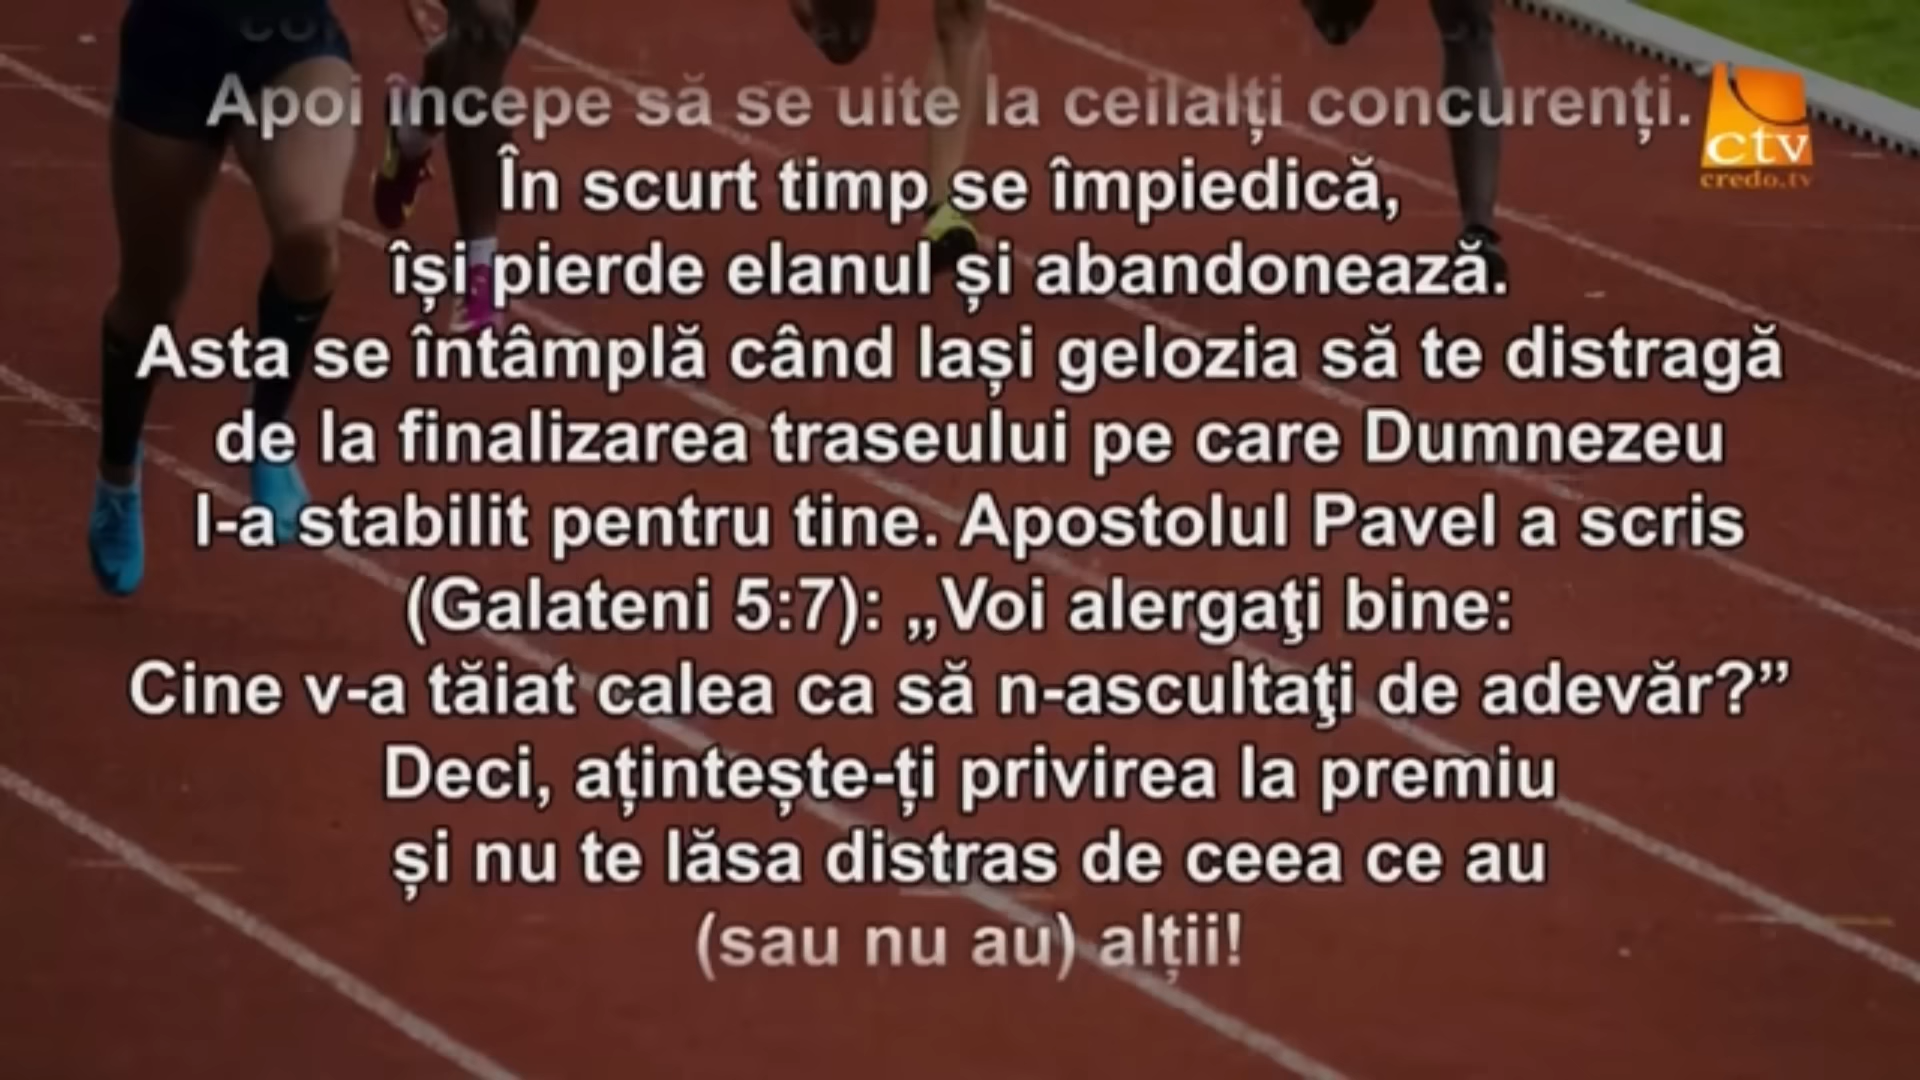 Apoi începe să se uite la ceilalți concurenți.
În scurt timp se împiedică,
își pierde elanul și abandonează.
Asta se întâmplă când lași gelozia să te distragă
de la finalizarea traseului pe care Dumnezeu
l-a stabilit pentru tine. Apostolul Pavel a scris
(Galateni 5:7): „Voi alergaţi bine:
Cine v-a tăiat calea ca să n-ascultaţi de adevăr?”
Deci, ațintește-ți privirea la premiu
și nu te lăsa distras de ceea ce au
(sau nu au) alții!
ctv
credo.tv